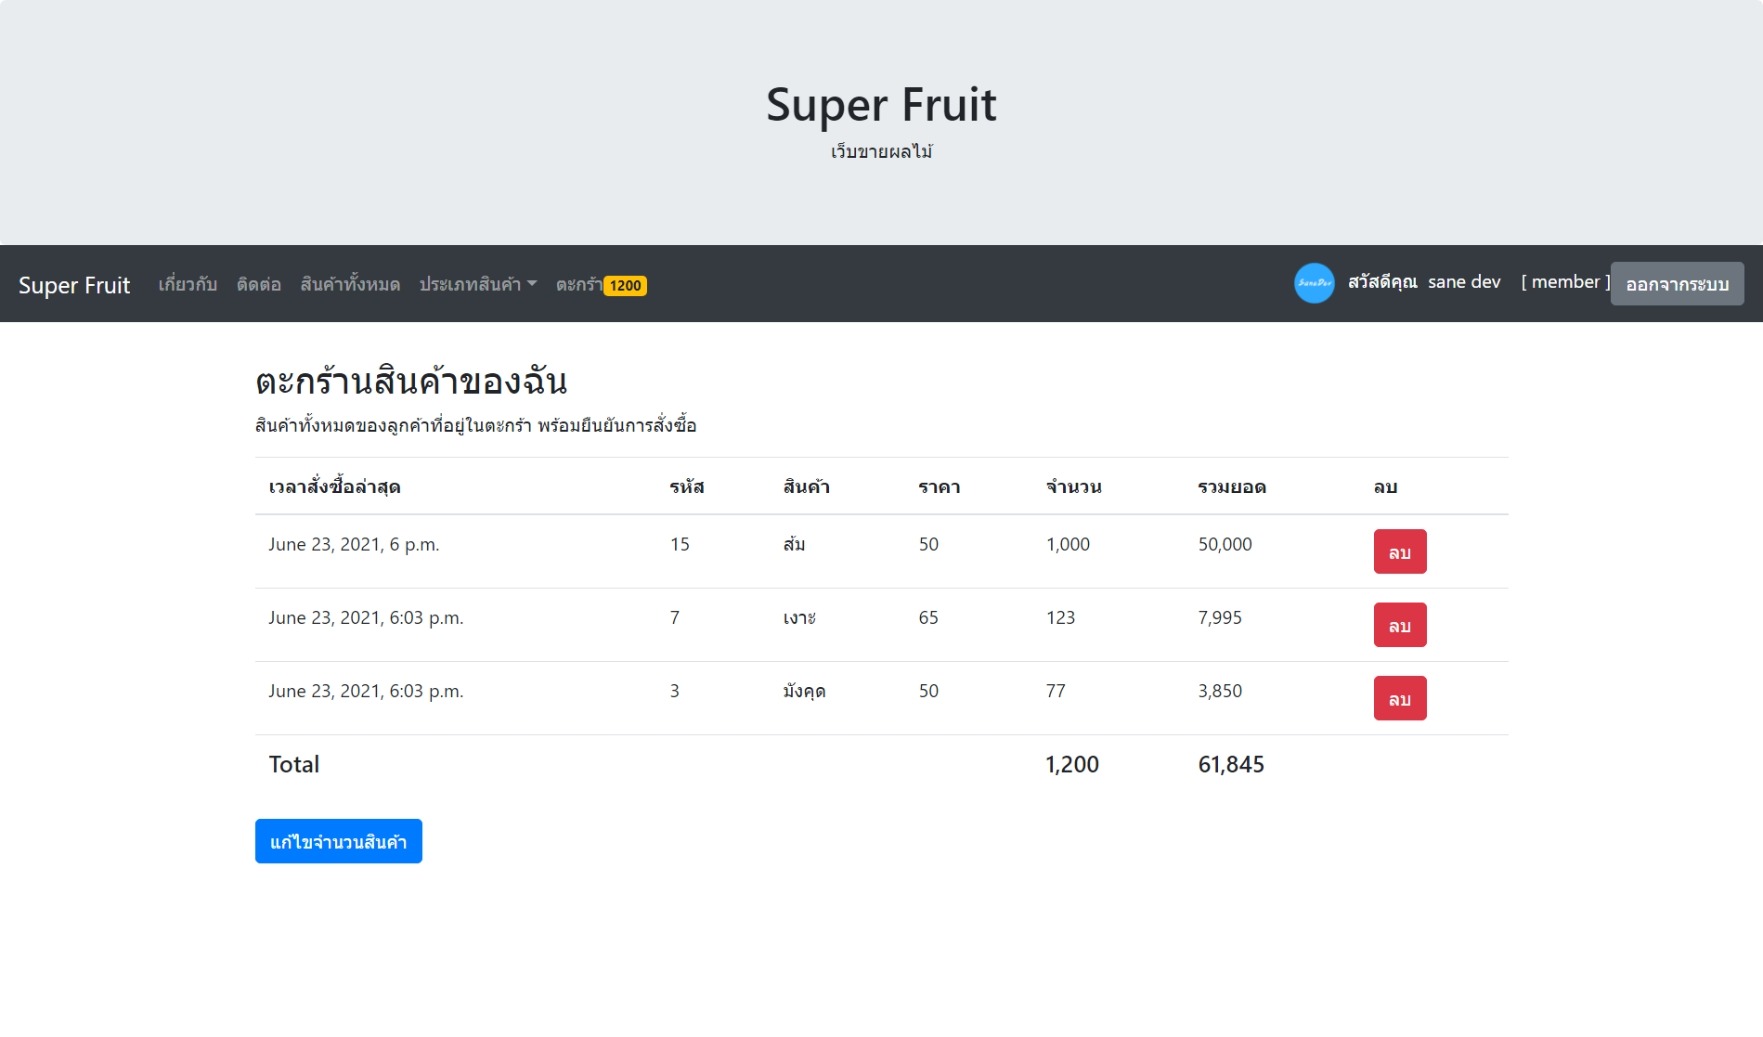 Super Fruit
เว็บขายผลไม้
Super Fruit เกี่ยวกับ ติดต่อ สินค้าทั้งหมด ประเภทสินค้า ตะกร้า 1200 SaneDev สวัสดีคุณ sane dev [ member ] ออกจากระบบ
ตะกร้านสินค้าของฉัน
สินค้าทั้งหมดของลูกค้าที่อยู่ในตะกร้า พร้อมยืนยันการสั่งซื้อ
เวลาสั่งซื้อล่าสุด รหัส สินค้า ราคา จำนวน รวมยอด ลบ
June 23, 2021, 6 p.m. 15 ส้ม 50 1,000 50,000 ลบ
June 23, 2021, 6:03 p.m. 7 เงาะ 65 123 7,995 ลบ
June 23, 2021, 6:03 p.m. 3 มังคุด 50 77 3,850 ลบ
Total 1,200 61,845
แก้ไขจำนวนสินค้า